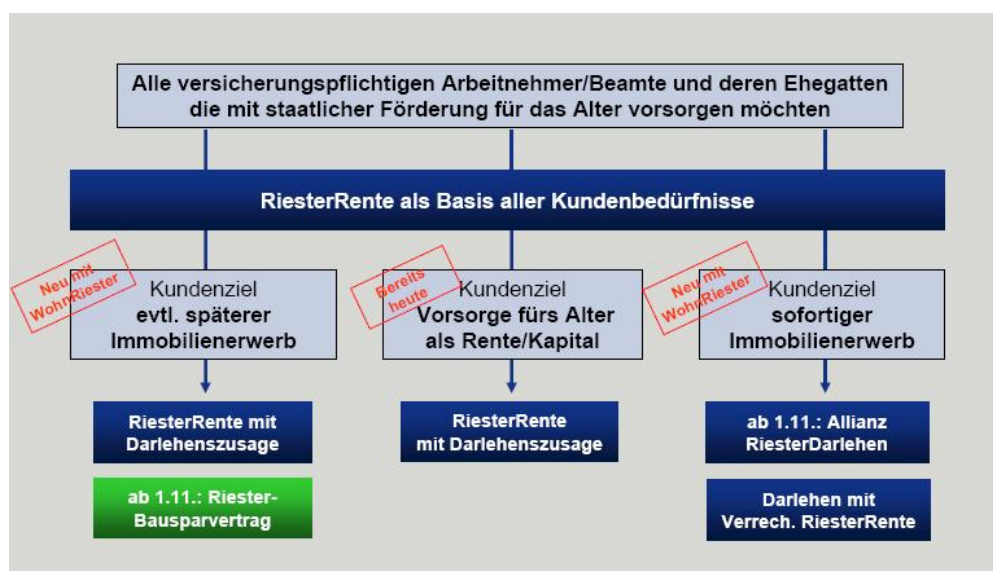 Alle versicherungspflichtigen Arbeitnehmer/Beamte und deren Ehegatten
die mit staatlicher Förderung für das Alter vorsorgen möchten
RiesterRente als Basis aller Kundenbedürfnisse
Neu mit
WohnRiester
Kundenziel
evtl. späterer
Immobilienerwerb
Bereits
heute
Kundenziel
Vorsorge fürs Alter
als Rente/Kapital
Neu mit
WohnRiester
Kundenziel
sofortiger
Immobilienerwerb
RiesterRente mit
Darlehenszusage
RiesterRente
mit Darlehenszusage
ab 1.11.: Allianz
RiesterDarlehen
ab 1.11.: Riester-
Bausparvertrag
Darlehen mit
Verrech. RiesterRente